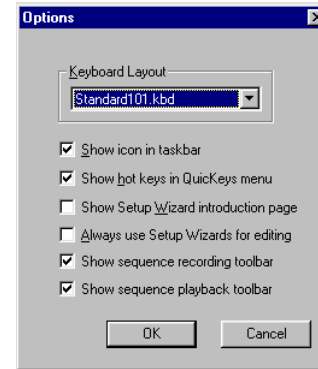 Options
Keyboard Layout
Standard101.kbd
Show icon in taskbar
Show hot keys in QuicKeys menu
Show Setup Wizard introduction page
Always use Setup Wizards for editing
Show sequence recording toolbar
Show sequence playback toolbar
OK Cancel